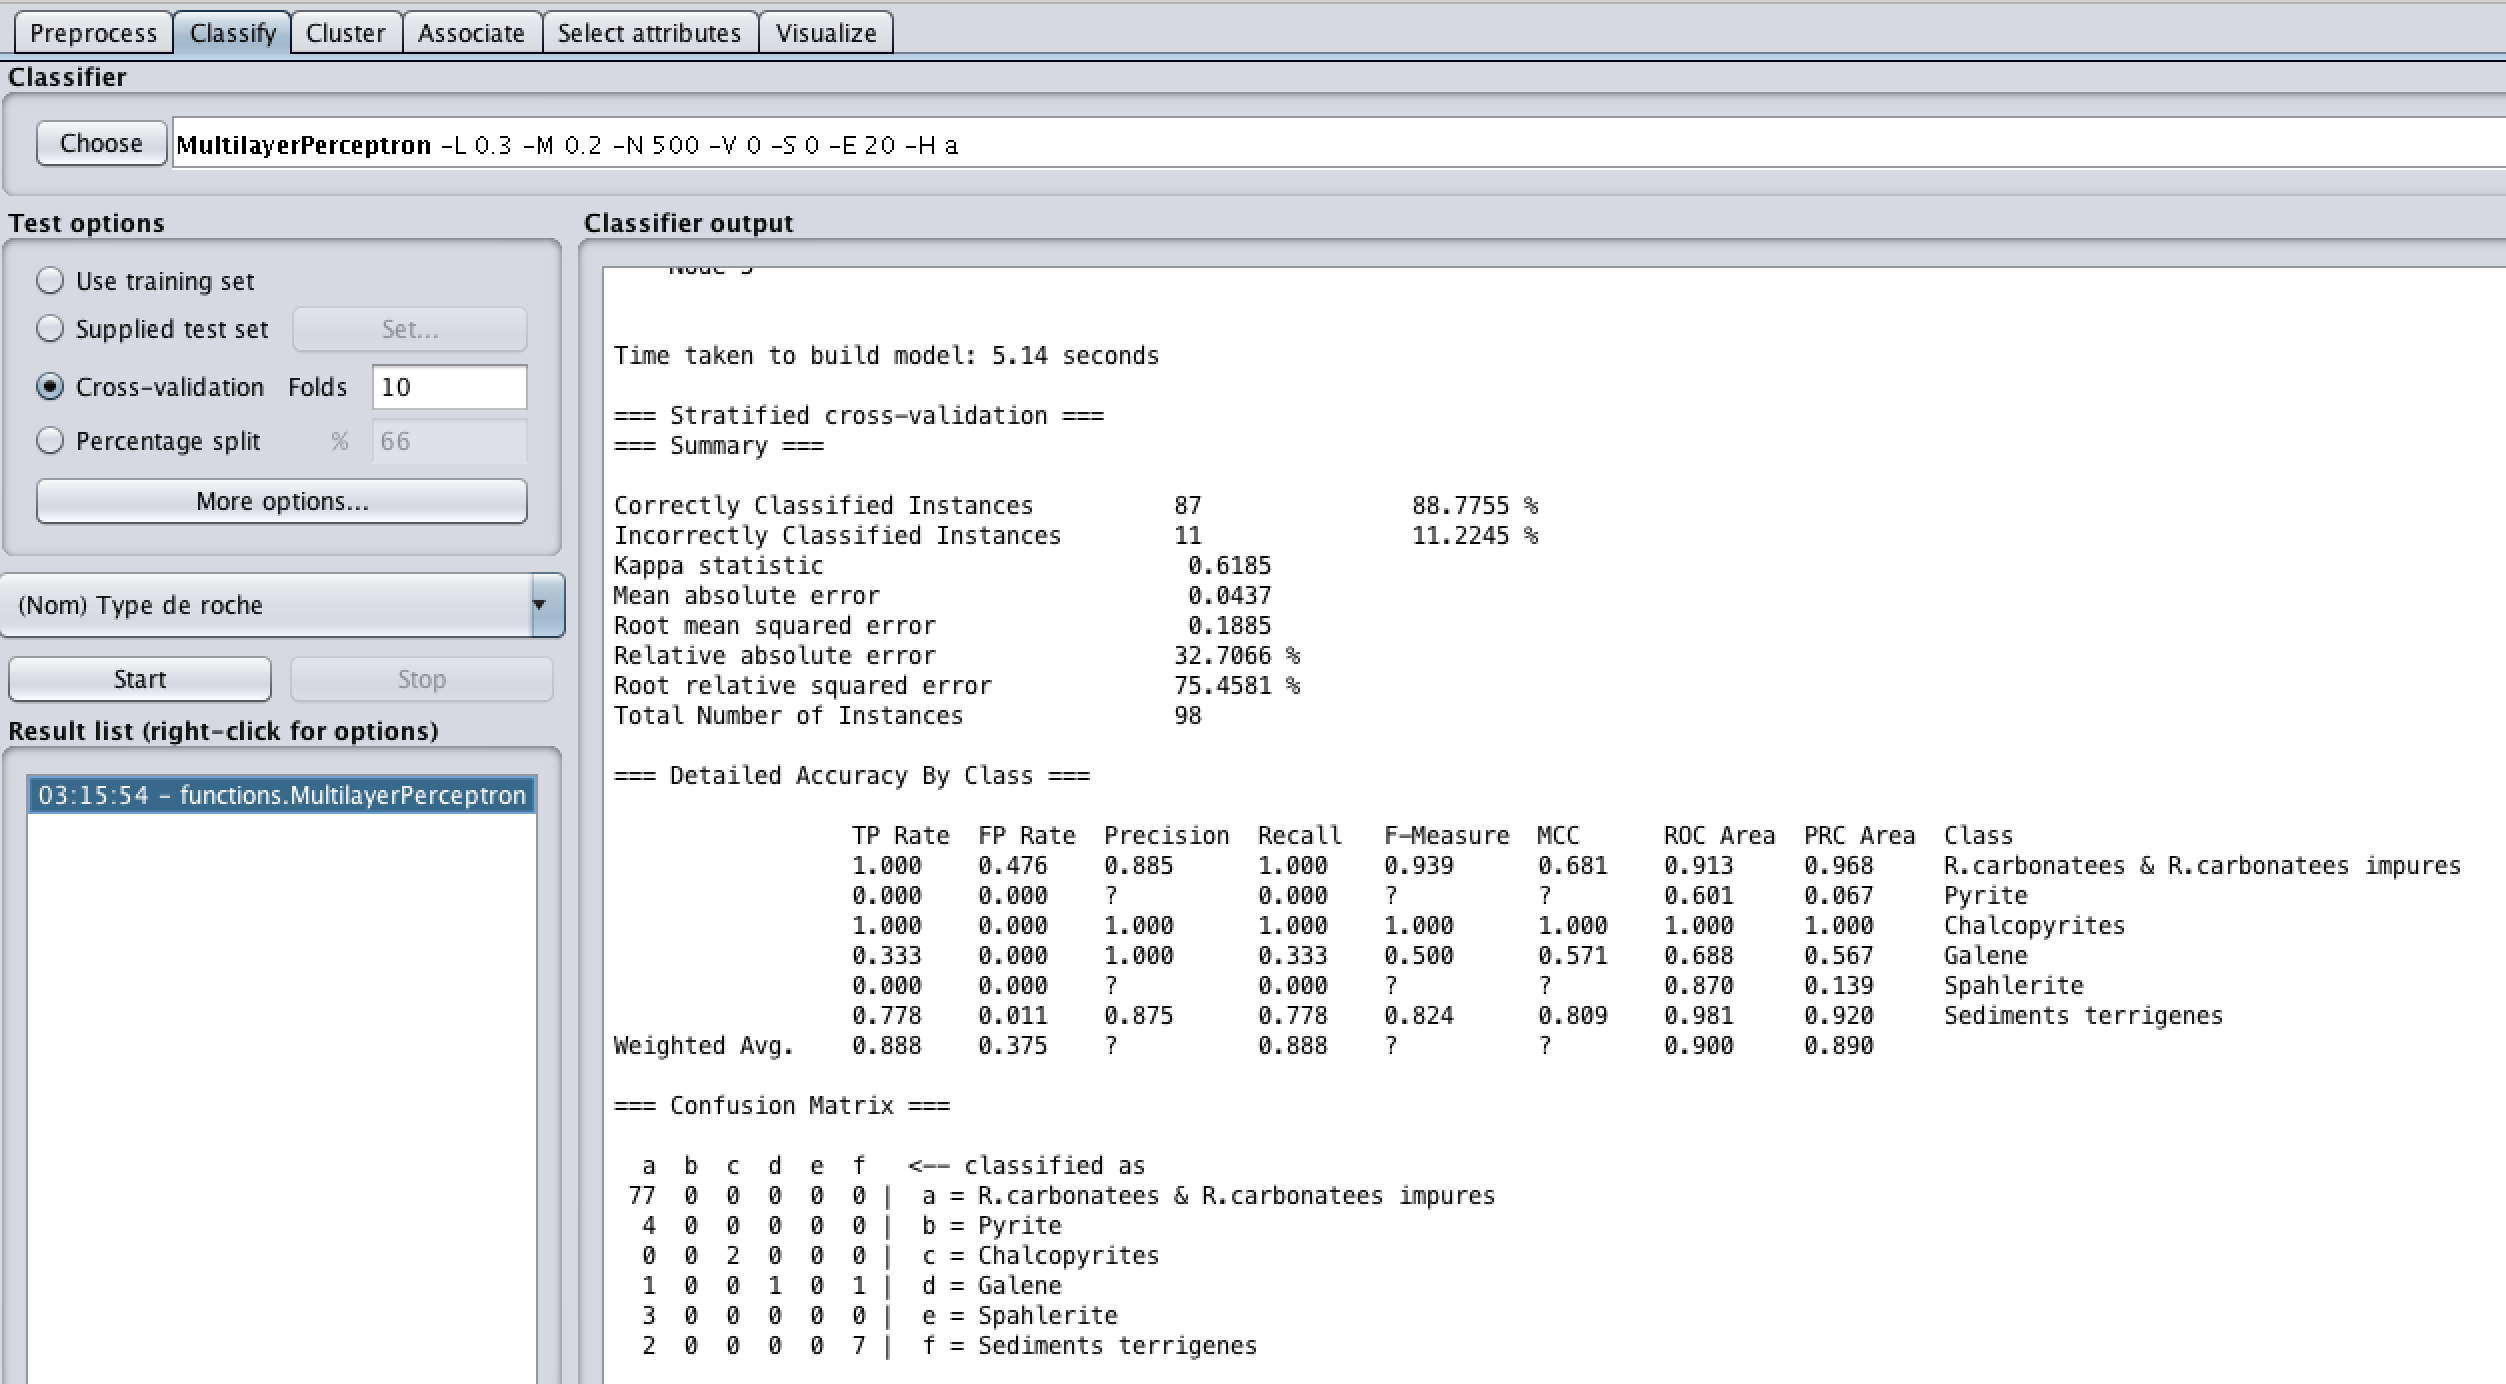 Preprocess Classify Cluster Associate Select attributes Visualize
Classifier
Choose MultilayerPerceptron -L 0.3 -M 0.2 -N 500 -V 0 -S 0 -E 20 -H a
Test options
Use training set
Supplied test set Set...
Cross-validation Folds 10
Percentage split % 66
More options...
(Nom) Type de roche
Start Stop
Result list (right-click for options)
03:15:54 - functions.MultilayerPerceptron
Classifier output
Time taken to build model: 5.14 seconds
=== Stratified cross-validation ===
=== Summary ===
Correctly Classified Instances 87 88.7755 %
Incorrectly Classified Instances 11 11.2245 %
Kappa statistic 0.6185
Mean absolute error 0.0437
Root mean squared error 0.1885
Relative absolute error 32.7066 %
Root relative squared error 75.4581 %
Total Number of Instances 98
=== Detailed Accuracy By Class ===
TP Rate FP Rate Precision Recall F-Measure MCC ROC Area PRC Area Class
1.000 0.476 0.885 1.000 0.939 0.681 0.913 0.968 R.carbonatees & R.carbonatees impures
0.000 0.000 ? 0.000 ? ? 0.601 0.067 Pyrite
1.000 0.000 1.000 1.000 1.000 1.000 1.000 1.000 Chalcopyrites
0.333 0.000 1.000 0.333 0.500 0.571 0.688 0.567 Galene
0.000 0.000 ? 0.000 ? ? 0.870 0.139 Spahlerite
0.778 0.011 0.875 0.778 0.824 0.809 0.981 0.920 Sediments terrigenes
Weighted Avg. 0.888 0.375 ? 0.888 ? ? 0.900 0.890
=== Confusion Matrix ===
a b c d e f <-- classified as
77 0 0 0 0 0 | a = R.carbonatees & R.carbonatees impures
4 0 0 0 0 0 | b = Pyrite
0 0 2 0 0 0 | c = Chalcopyrites
1 0 0 1 0 1 | d = Galene
3 0 0 0 0 0 | e = Spahlerite
2 0 0 0 0 7 | f = Sediments terrigenes